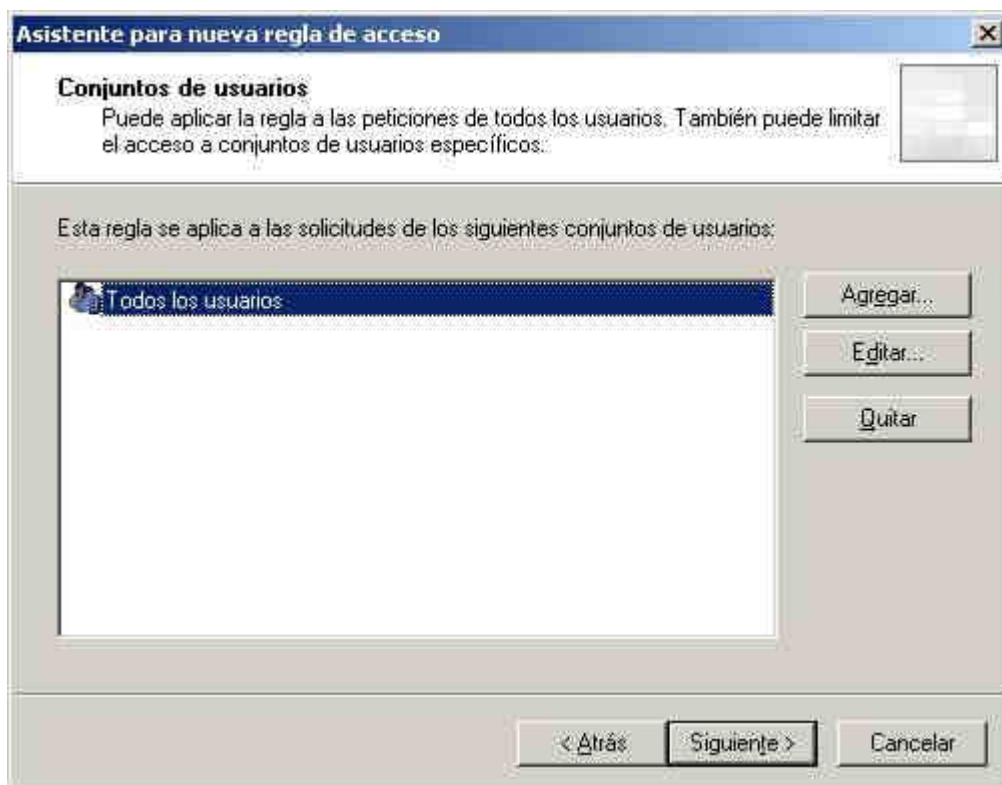 Asistente para nueva regla de acceso
Conjuntos de usuarios
Puede aplicar la regla a las peticiones de todos los usuarios. También puede limitar
el acceso a conjuntos de usuarios específicos.
Esta regla se aplica a las solicitudes de los siguientes conjuntos de usuarios:
Todos los usuarios
Agregar...
Editar...
Quitar
< Atrás
Siguiente >
Cancelar